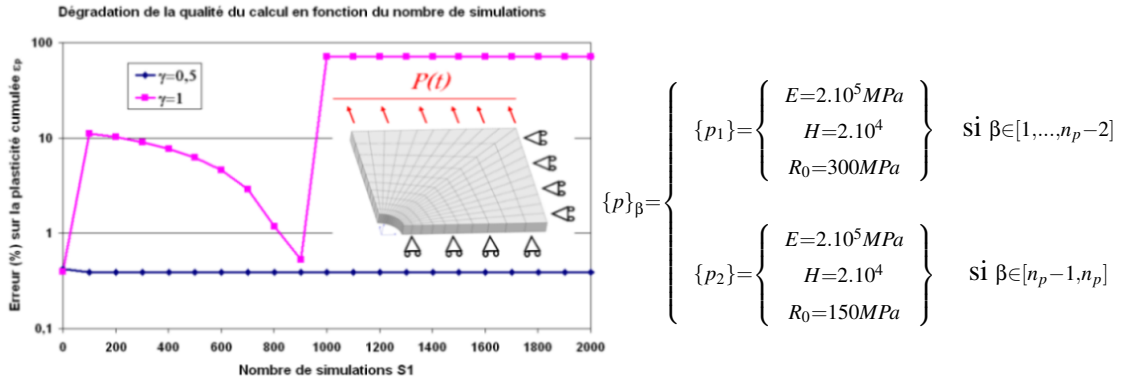 Dégradation de la qualité du calcul en fonction du nombre de simulations
Erreur (%) sur la plasticité cumulée εp
100
10
1
0,1
γ=0,5
γ=1
P(t)
0 200 400 600 800 1000 1200 1400 1600 1800 2000
Nombre de simulations S1
{p}β=
{p1}=
E=2.10⁵MPa
H=2.10⁴
R₀=300MPa
si β∈[1,...,nₚ−2]
{p2}=
E=2.10⁵MPa
H=2.10⁴
R₀=150MPa
si β∈[nₚ−1,nₚ]